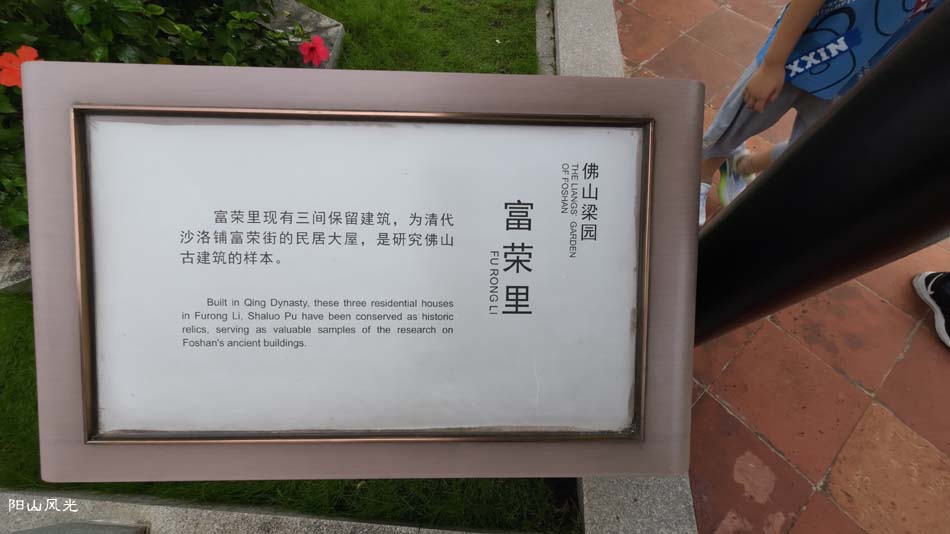 佛山梁园
THE LIANGS' GARDEN
OF FOSHAN
富荣里
FU RONG LI
富荣里现有三间保留建筑，为清代
沙洛铺富荣街的民居大屋，是研究佛山
古建筑的样本。
Built in Qing Dynasty, these three residential houses
in Furong Li, Shaluo Pu have been conserved as historic
relics, serving as valuable samples of the research on
Foshan's ancient buildings.
NIXX
阳山风光